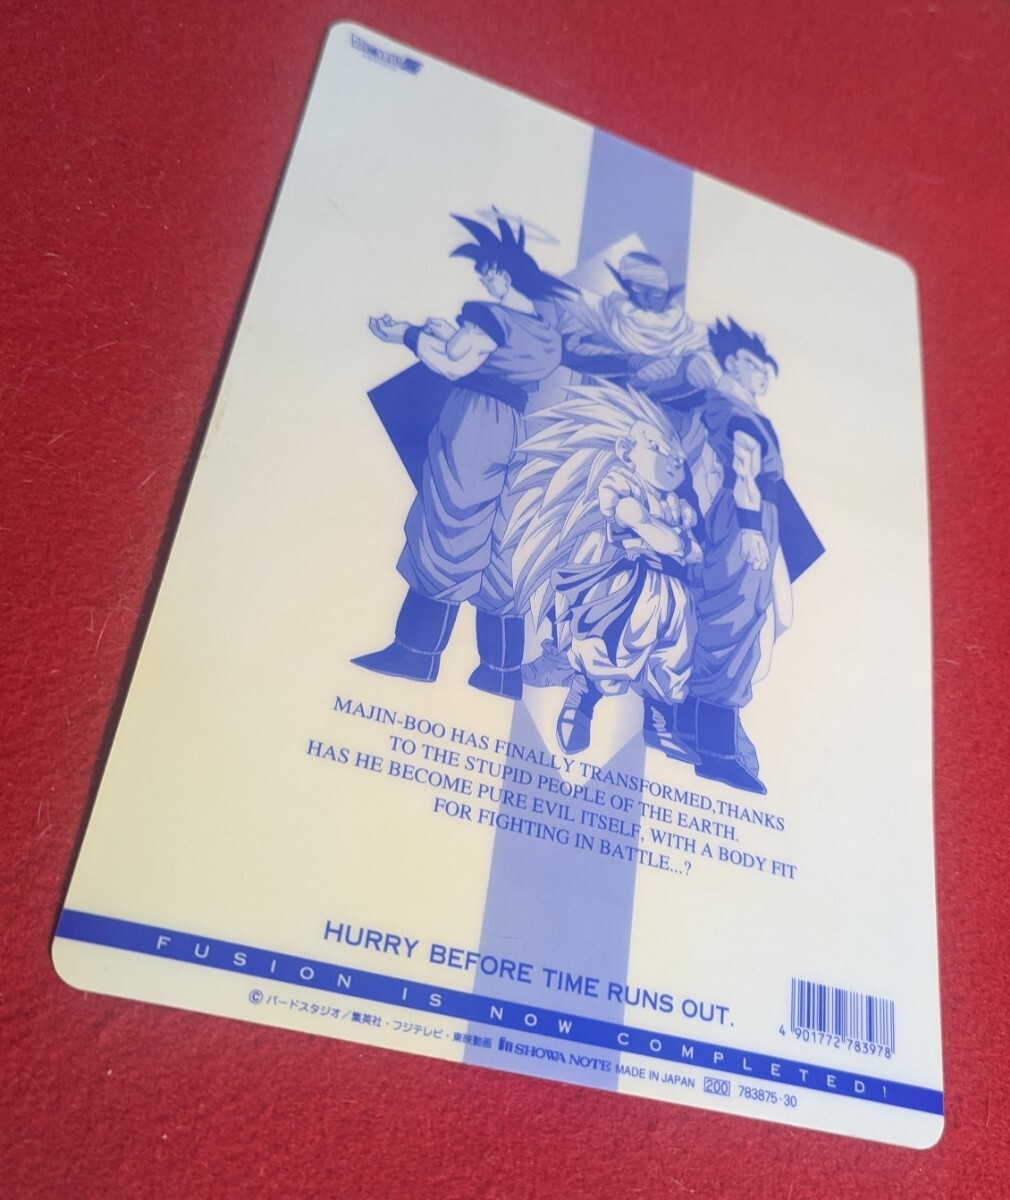 MAJIN-BOO HAS FINALLY TRANSFORMED,THANKS
TO THE STUPID PEOPLE OF THE EARTH.
HAS HE BECOME PURE EVIL ITSELF, WITH A BODY FIT
FOR FIGHTING IN BATTLE...?
HURRY BEFORE TIME RUNS OUT.
FUSION IS NOW COMPLETED!
4 901772 783978
©バードスタジオ／集英社・フジテレビ・東映動画 SHOWA NOTE MADE IN JAPAN 200 783875-30